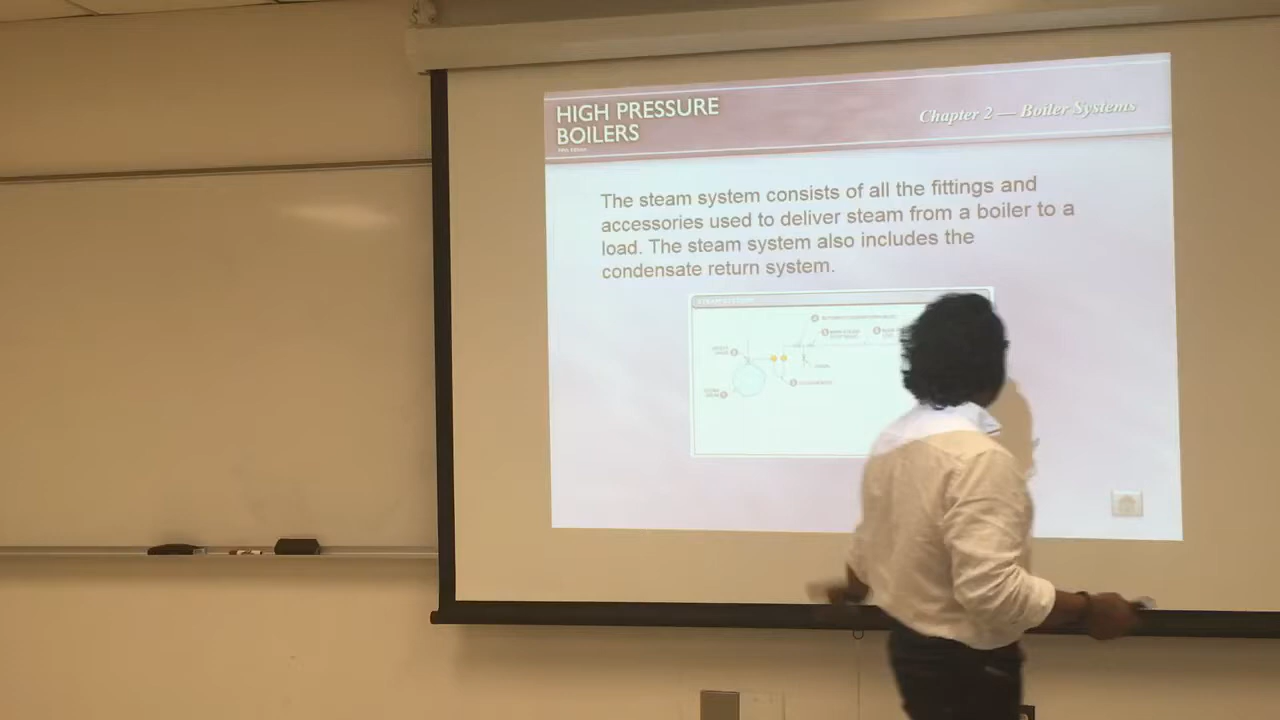 HIGH PRESSURE
BOILERS
Chapter 2 — Boiler Systems
The steam system consists of all the fittings and
accessories used to deliver steam from a boiler to a
load. The steam system also includes the
condensate return system.